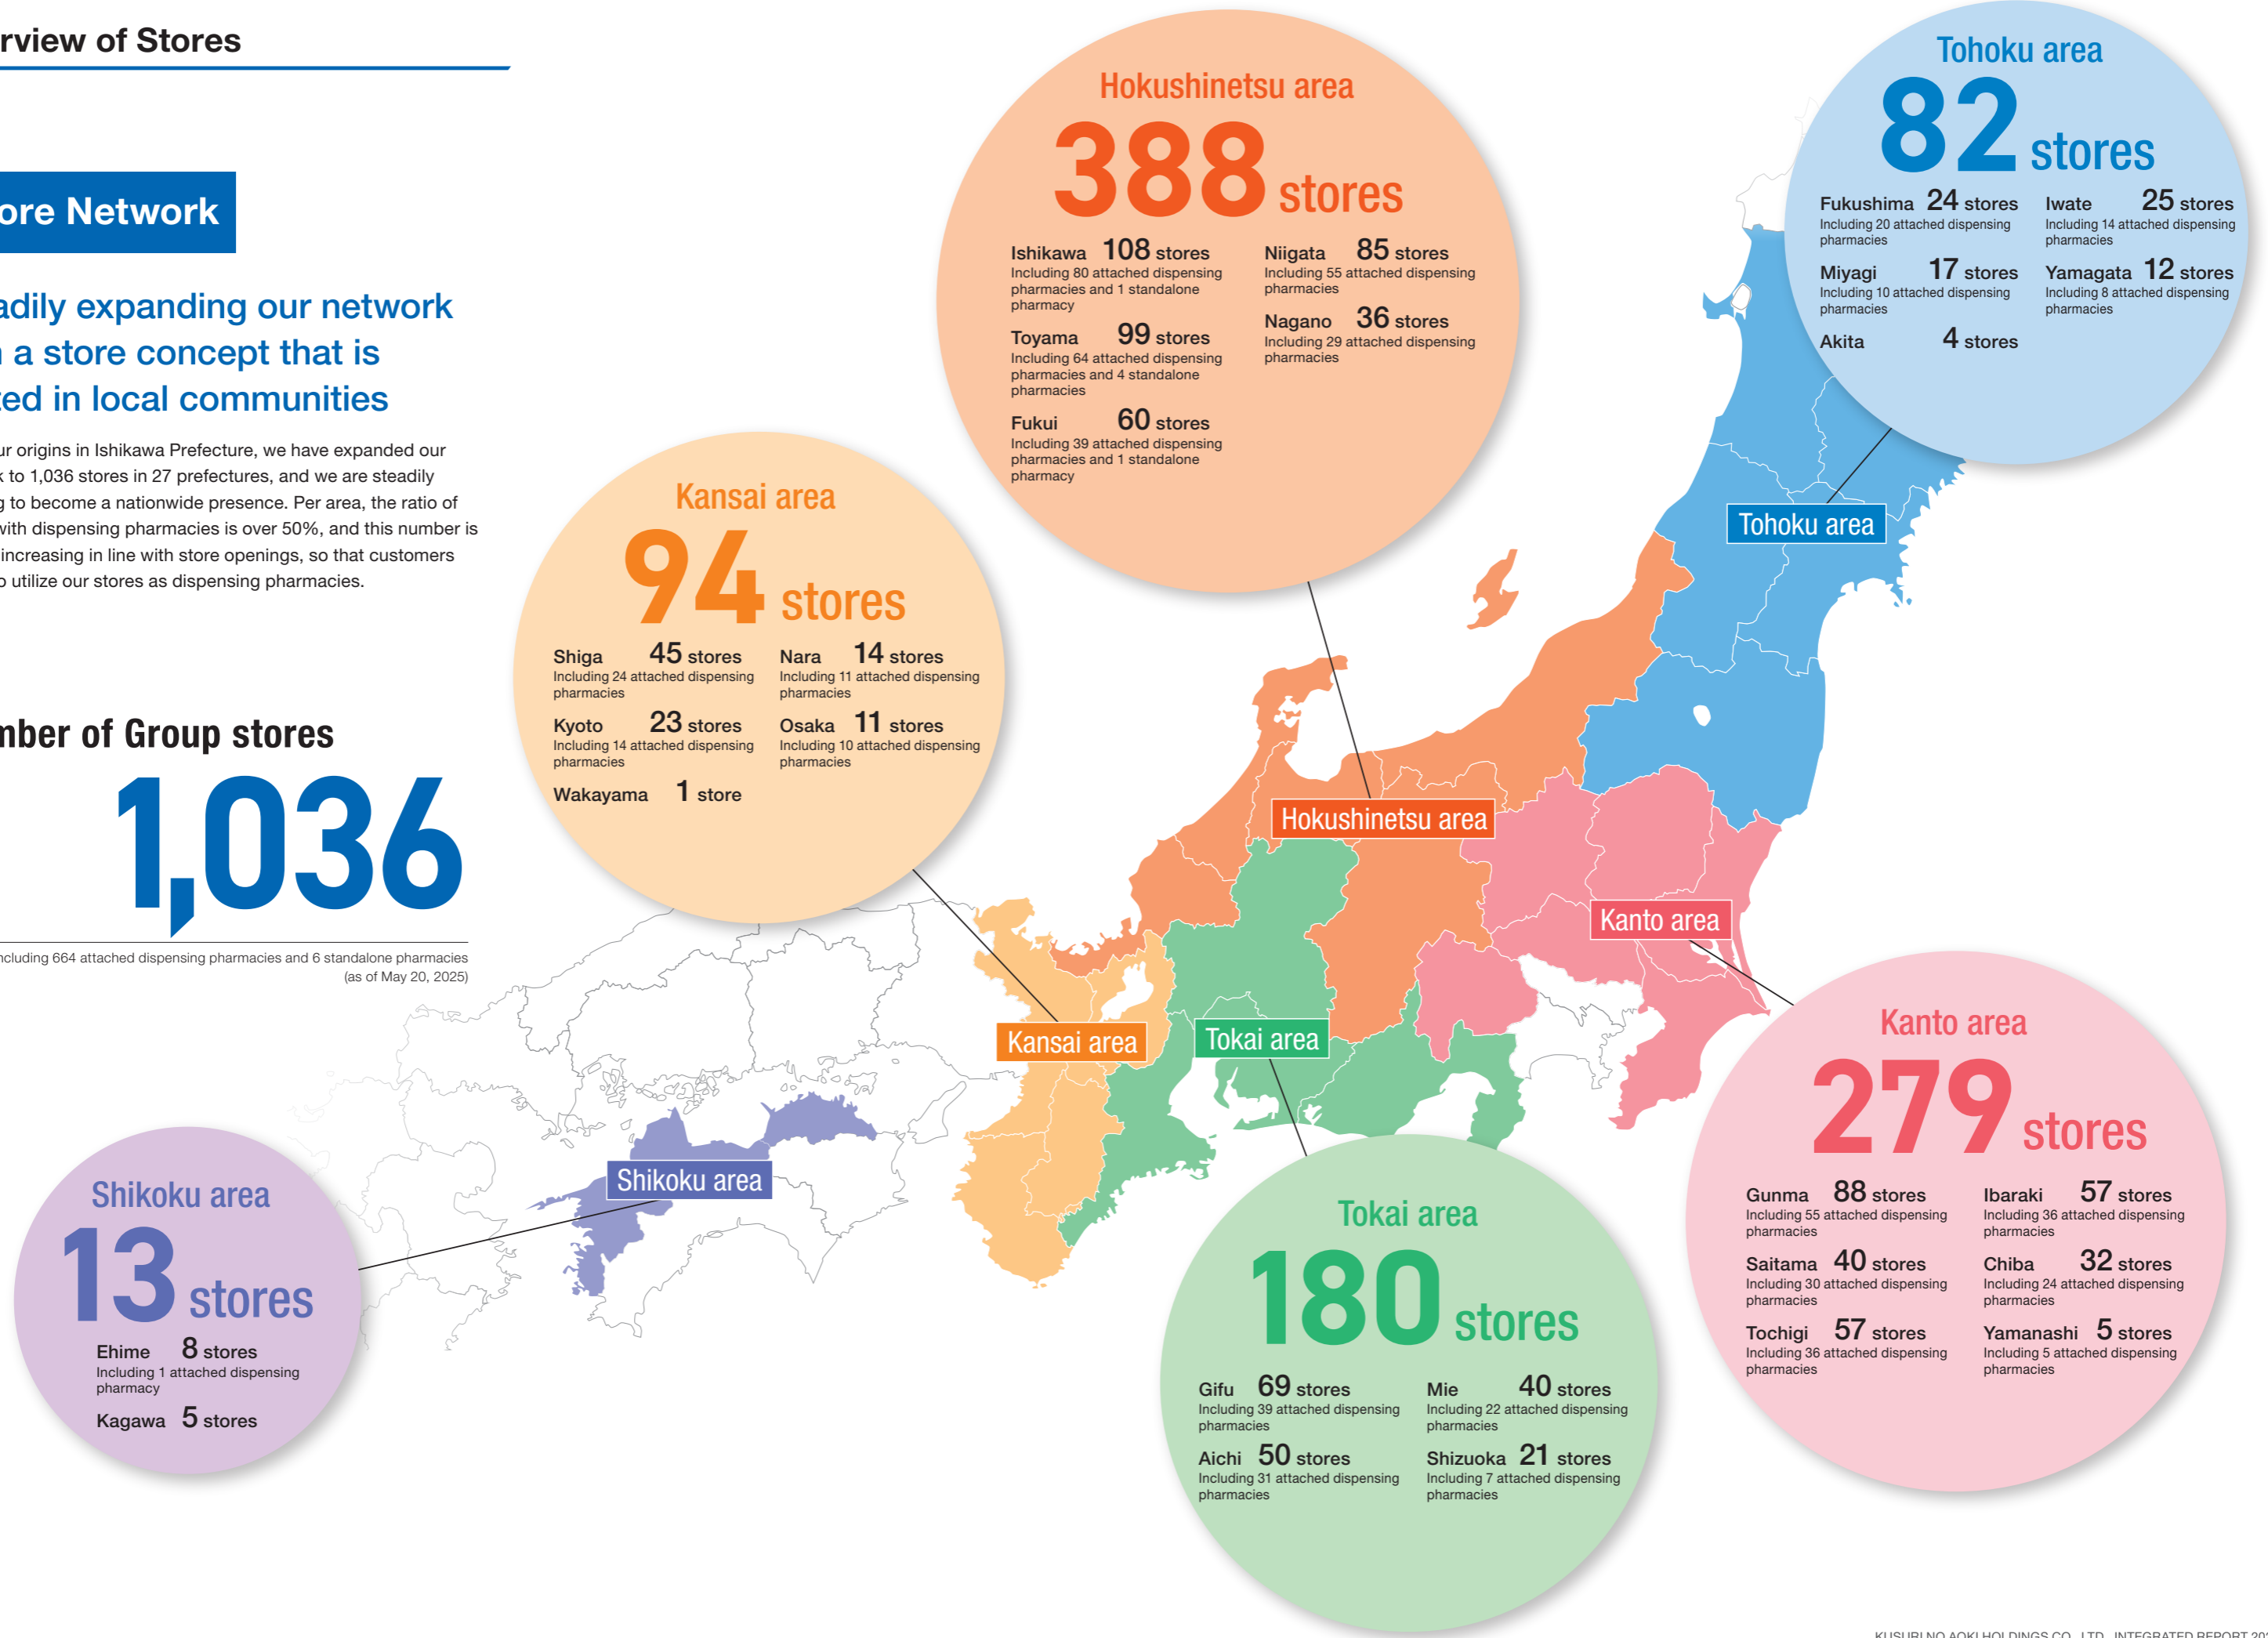 rview of Stores
ore Network
adily expanding our network
a store concept that is
ted in local communities
ur origins in Ishikawa Prefecture, we have expanded our
k to 1,036 stores in 27 prefectures, and we are steadily
g to become a nationwide presence. Per area, the ratio of
with dispensing pharmacies is over 50%, and this number is
increasing in line with store openings, so that customers
o utilize our stores as dispensing pharmacies.
mber of Group stores
1,036
ncluding 664 attached dispensing pharmacies and 6 standalone pharmacies
(as of May 20, 2025)
Hokushinetsu area
388 stores
Ishikawa 108 stores
Including 80 attached dispensing
pharmacies and 1 standalone
pharmacy
Toyama 99 stores
Including 64 attached dispensing
pharmacies and 4 standalone
pharmacies
Fukui 60 stores
Including 39 attached dispensing
pharmacies and 1 standalone
pharmacy
Niigata 85 stores
Including 55 attached dispensing
pharmacies
Nagano 36 stores
Including 29 attached dispensing
pharmacies
Tohoku area
82 stores
Fukushima 24 stores
Including 20 attached dispensing
pharmacies
Miyagi 17 stores
Including 10 attached dispensing
pharmacies
Akita 4 stores
Iwate 25 stores
Including 14 attached dispensing
pharmacies
Yamagata 12 stores
Including 8 attached dispensing
pharmacies
Kansai area
94 stores
Shiga 45 stores
Including 24 attached dispensing
pharmacies
Kyoto 23 stores
Including 14 attached dispensing
pharmacies
Wakayama 1 store
Nara 14 stores
Including 11 attached dispensing
pharmacies
Osaka 11 stores
Including 10 attached dispensing
pharmacies
Tohoku area
Hokushinetsu area
Kanto area
Kansai area
Tokai area
Shikoku area
Shikoku area
13 stores
Ehime 8 stores
Including 1 attached dispensing
pharmacy
Kagawa 5 stores
Tokai area
180 stores
Gifu 69 stores
Including 39 attached dispensing
pharmacies
Aichi 50 stores
Including 31 attached dispensing
pharmacies
Mie 40 stores
Including 22 attached dispensing
pharmacies
Shizuoka 21 stores
Including 7 attached dispensing
pharmacies
Kanto area
279 stores
Gunma 88 stores
Including 55 attached dispensing
pharmacies
Saitama 40 stores
Including 30 attached dispensing
pharmacies
Tochigi 57 stores
Including 36 attached dispensing
pharmacies
Ibaraki 57 stores
Including 36 attached dispensing
pharmacies
Chiba 32 stores
Including 24 attached dispensing
pharmacies
Yamanashi 5 stores
Including 5 attached dispensing
pharmacies
KUSURI NO AOKI HOLDINGS CO., LTD. INTEGRATED REPORT